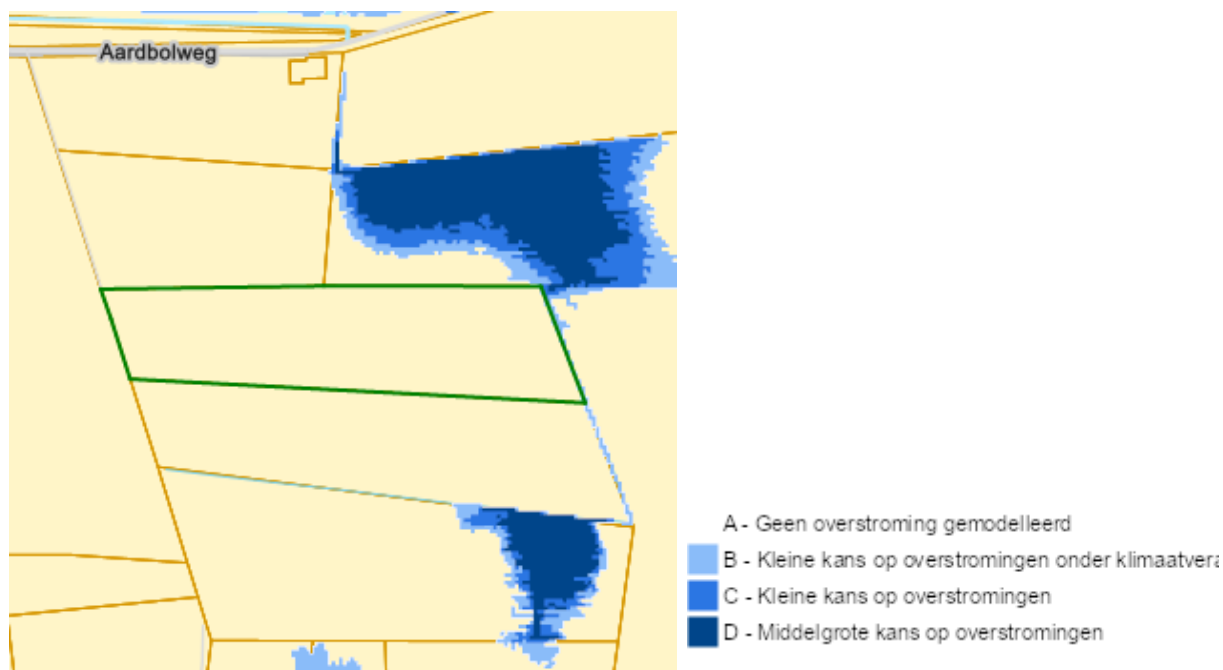 Aardbolweg
A - Geen overstroming gemodelleerd
B - Kleine kans op overstromingen onder klimaatvera
C - Kleine kans op overstromingen
D - Middelgrote kans op overstromingen